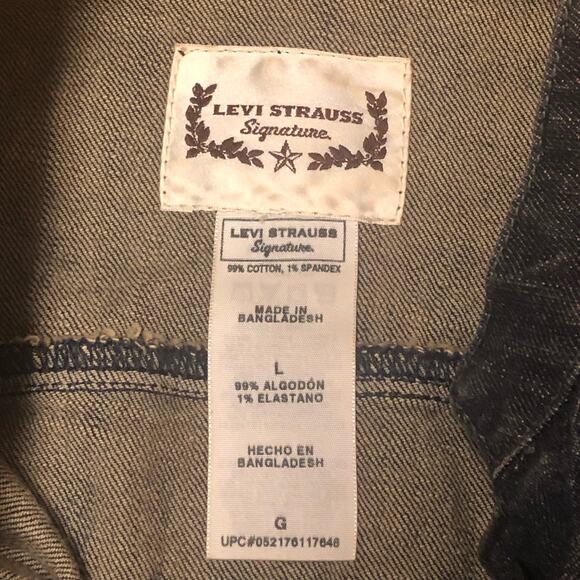 LEVI STRAUSS
Signature.
LEVI STRAUSS
Signature.
99% COTTON, 1% SPANDEX
MADE IN
BANGLADESH
L
99% ALGODÓN
1% ELASTANO
HECHO EN
BANGLADESH
G
UPC#052176117646